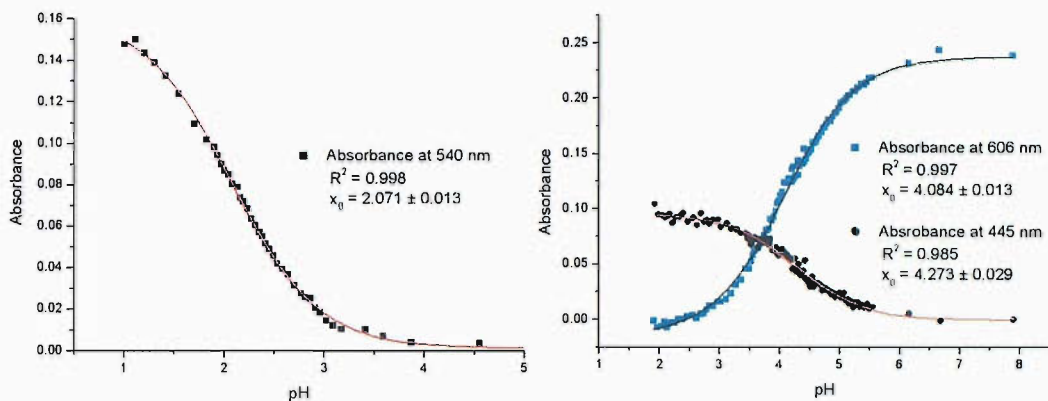 0.16
0.14
0.12
0.10
0.08
0.06
0.04
0.02
0.00
Absorbance
1 2 3 4 5
pH
Absorbance at 540 nm
R² = 0.998
x₀ = 2.071 ± 0.013
0.25
0.20
0.15
0.10
0.05
0.00
Absorbance
1 2 3 4 5 6 7 8
pH
Absorbance at 606 nm
R² = 0.997
x₀ = 4.084 ± 0.013
Absrobance at 445 nm
R² = 0.985
x₀ = 4.273 ± 0.029